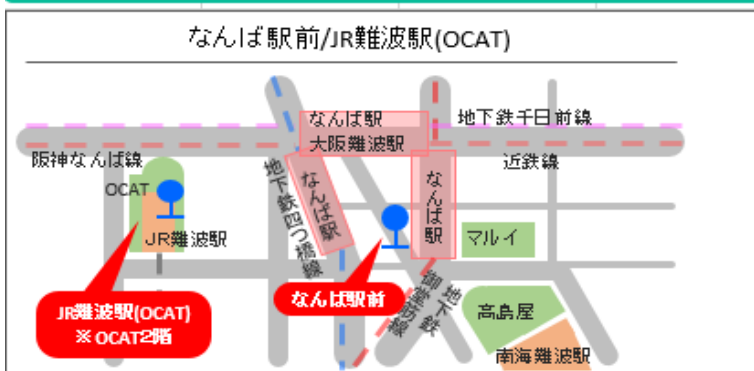 なんば駅前/JR難波駅(OCAT)
なんば駅
大阪難波駅
地下鉄千日前線
阪神なんば線
近鉄線
OCAT
JR難波駅
地下鉄四つ橋線
なんば駅
なんば駅
マルイ
なんば駅前
地下鉄
御堂筋線
JR難波駅(OCAT)
※OCAT2階
高島屋
南海難波駅